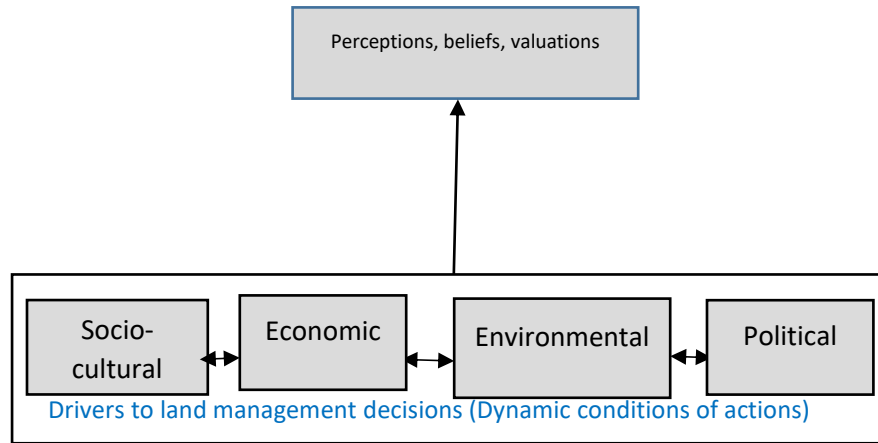 Perceptions, beliefs, valuations
Socio-
cultural
Economic
Environmental
Political
Drivers to land management decisions (Dynamic conditions of actions)